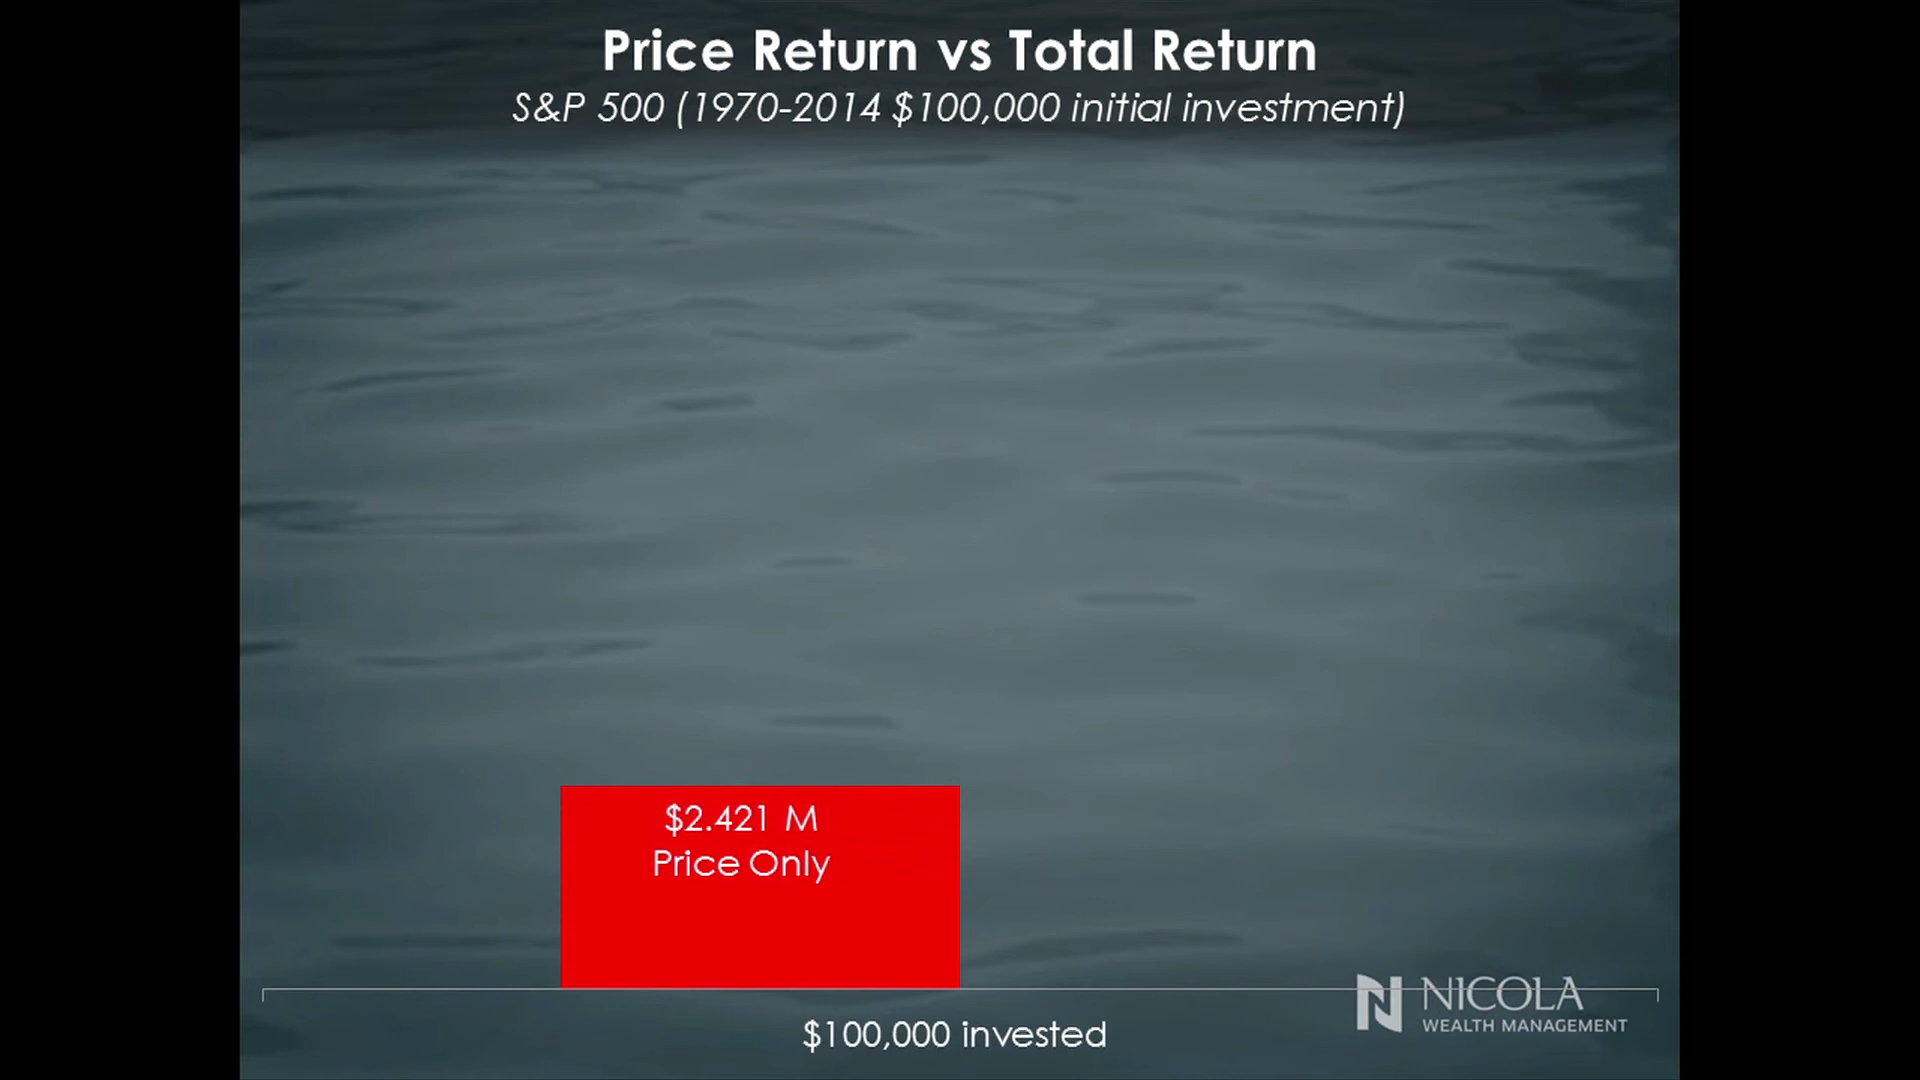 Price Return vs Total Return
S&P 500 (1970-2014 $100,000 initial investment)
$2.421 M
Price Only
$100,000 invested
NICOLA
WEALTH MANAGEMENT